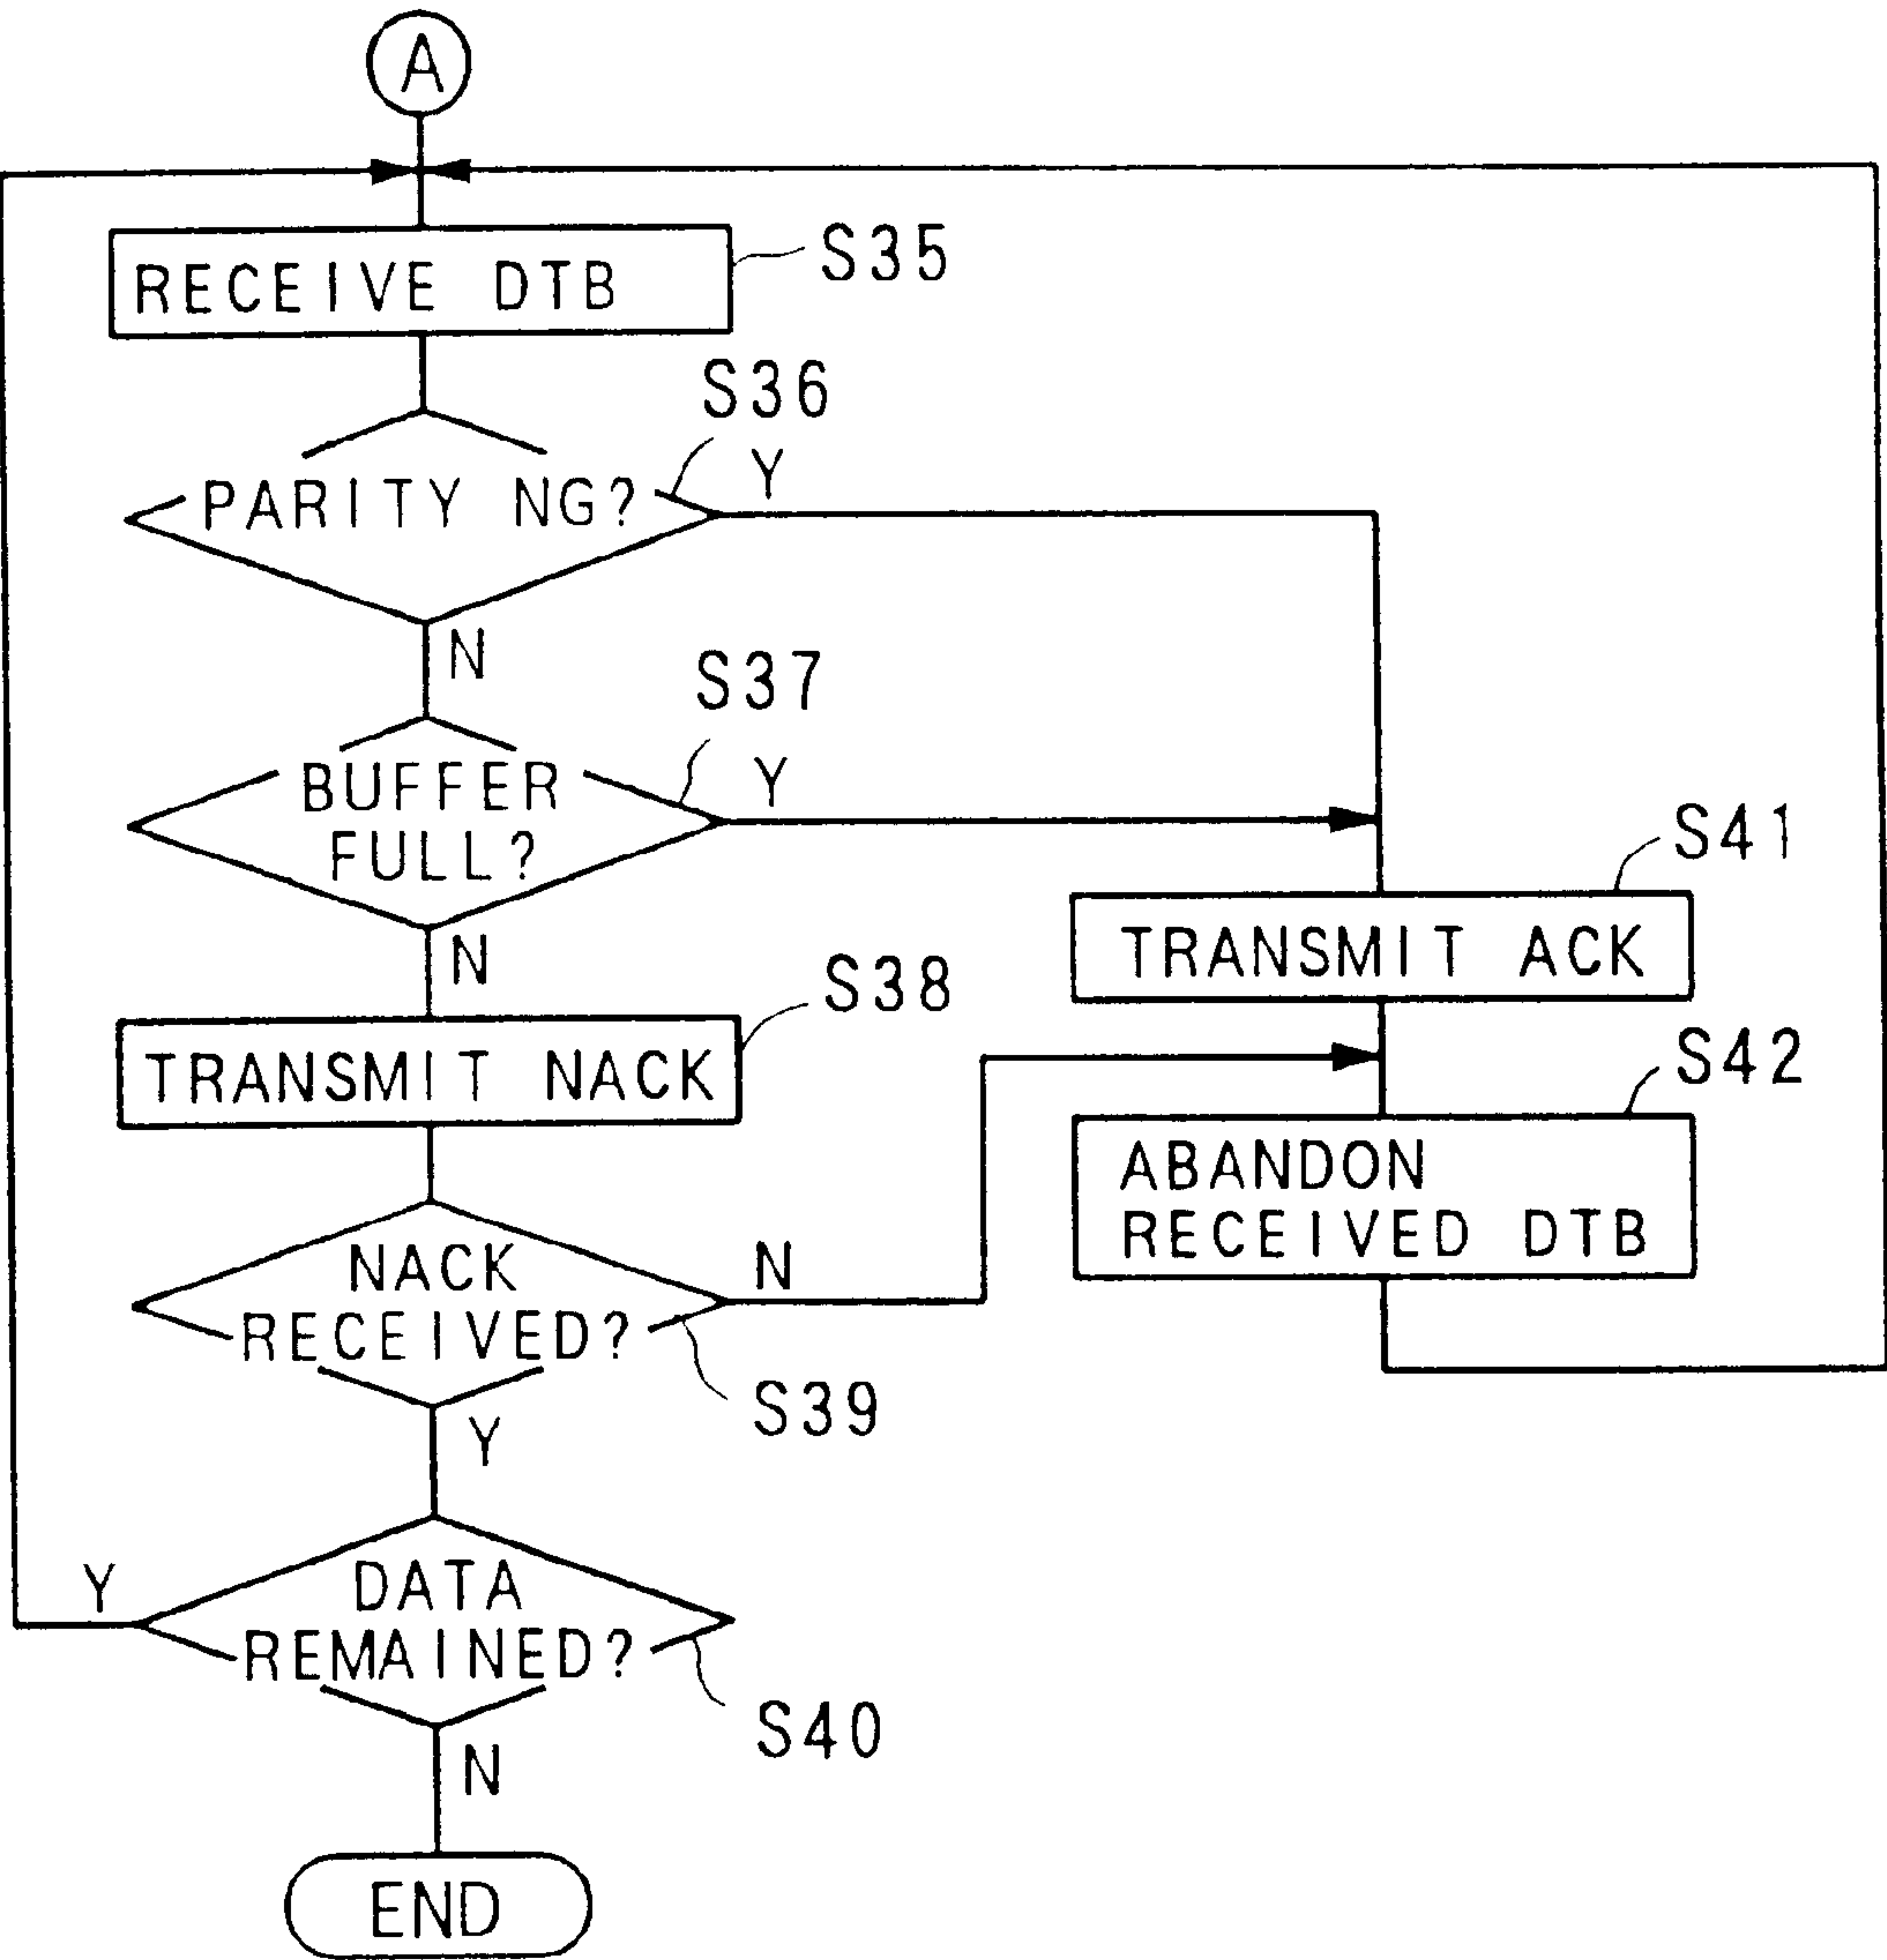 A
RECEIVE DTB
S35
S36
PARITY NG?
Y
N
S37
BUFFER
FULL?
Y
N
S41
TRANSMIT ACK
S38
TRANSMIT NACK
S42
ABANDON
RECEIVED DTB
NACK
RECEIVED?
N
S39
Y
DATA
REMAINED?
Y
S40
N
END